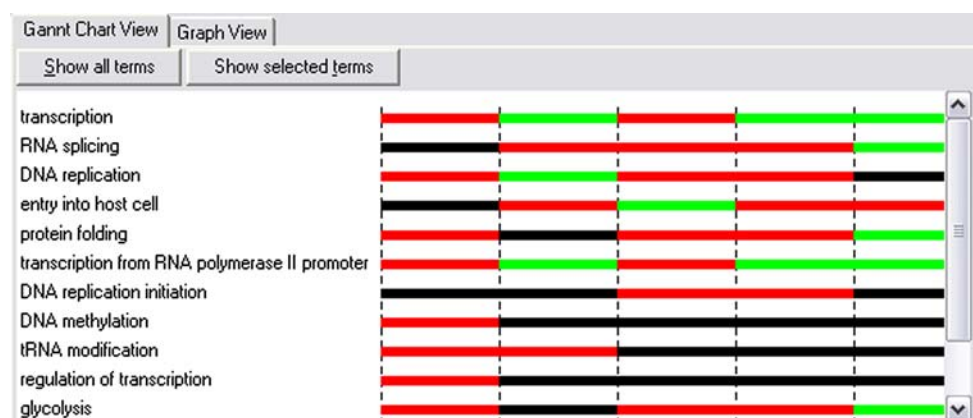 Gannt Chart View Graph View
Show all terms Show selected terms
transcription
RNA splicing
DNA replication
entry into host cell
protein folding
transcription from RNA polymerase II promoter
DNA replication initiation
DNA methylation
tRNA modification
regulation of transcription
glycolysis